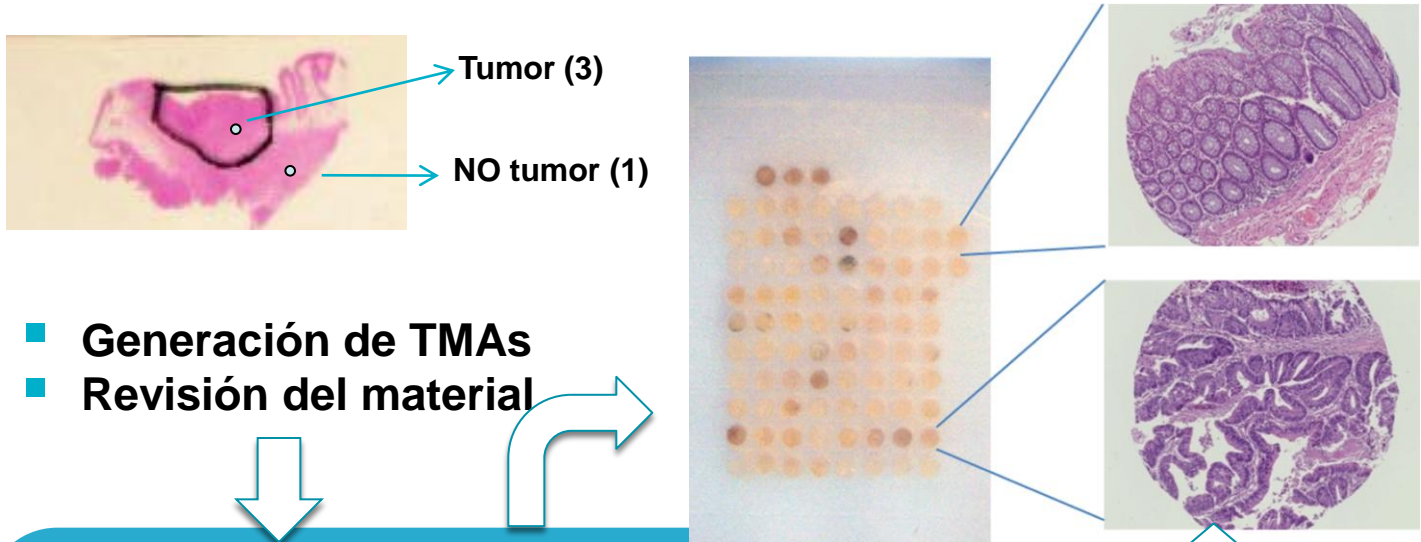 Tumor (3)
NO tumor (1)
Generación de TMAs
Revisión del material